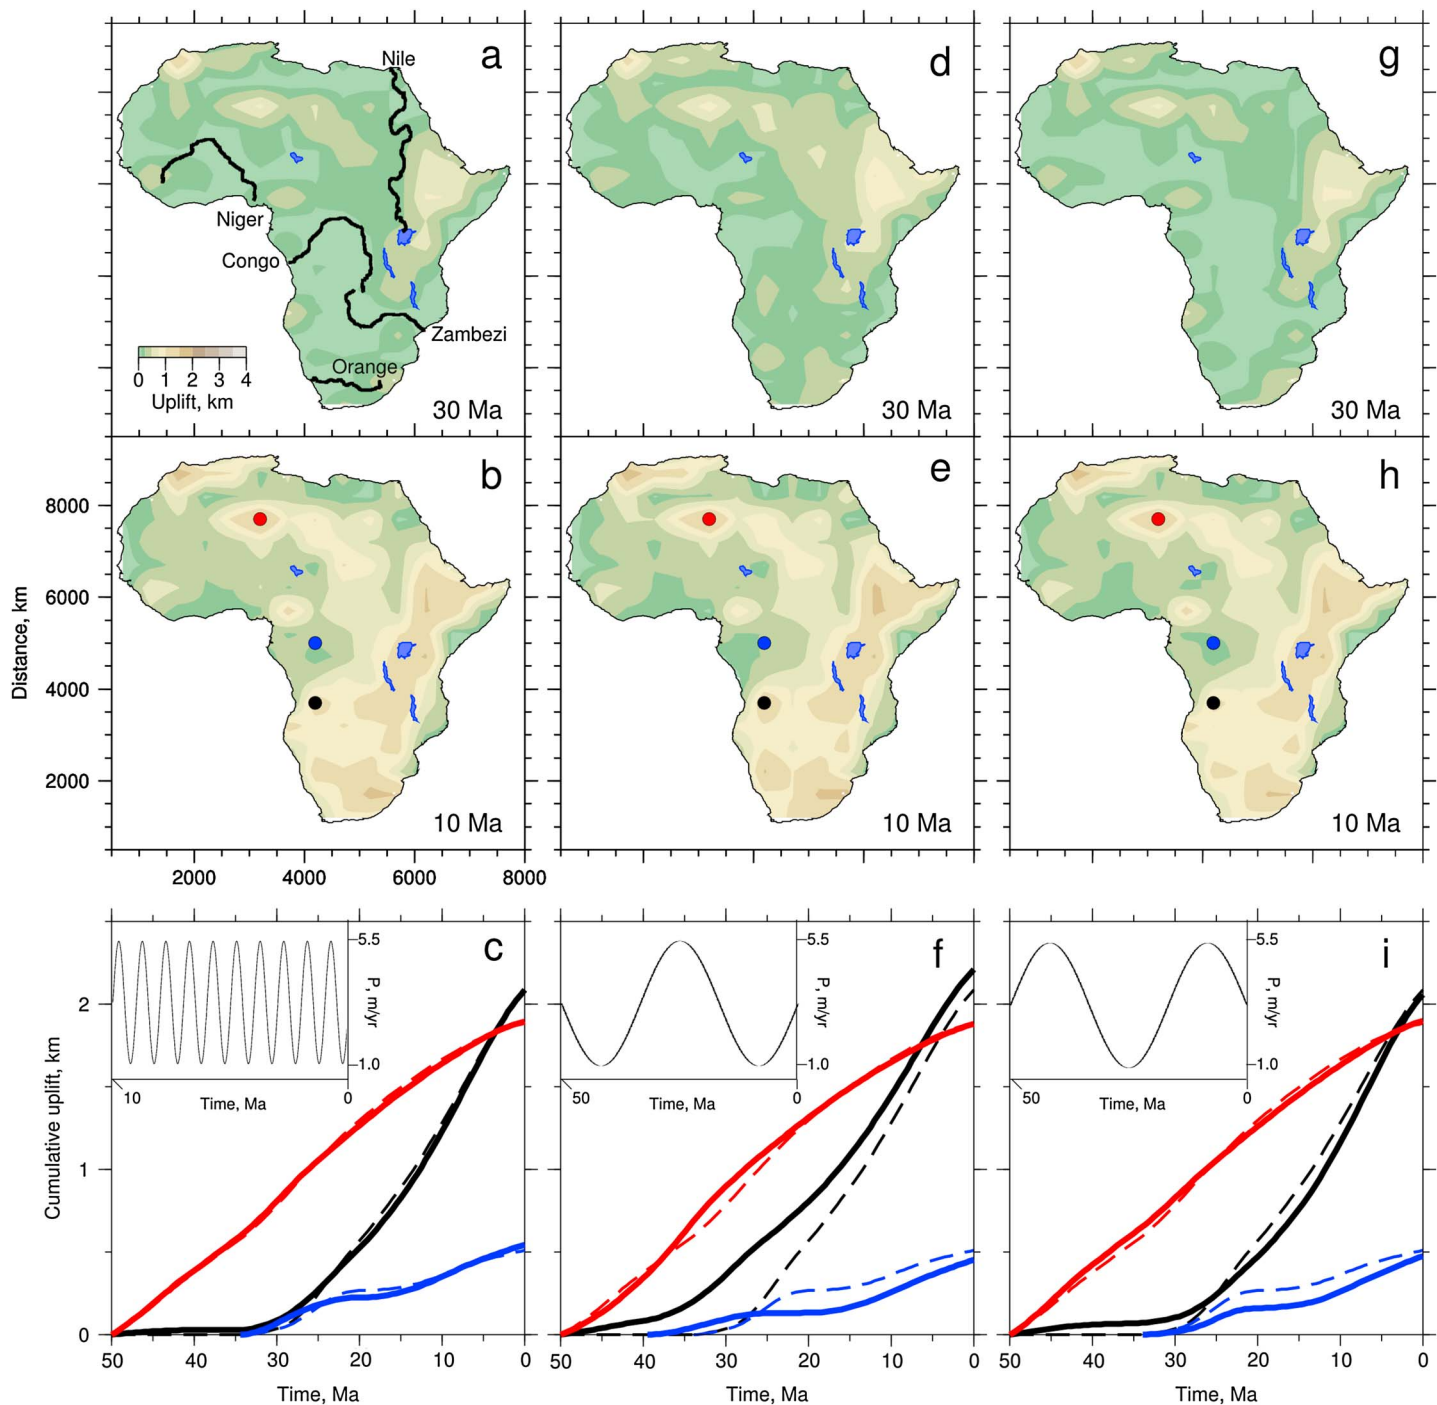 a
Nile
Niger
Congo
Zambezi
Orange
0 1 2 3 4
Uplift, km
30 Ma
d
30 Ma
g
30 Ma
b
10 Ma
e
10 Ma
h
10 Ma
Distance, km
8000
6000
4000
2000
2000 4000 6000 8000
c
5.5
P, m/yr
1.0
10 0
Time, Ma
f
5.5
P, m/yr
1.0
50 0
Time, Ma
i
5.5
P, m/yr
1.0
50 0
Time, Ma
Cumulative uplift, km
2
1
0
50 40 30 20 10 0
Time, Ma
50 40 30 20 10 0
Time, Ma
50 40 30 20 10 0
Time, Ma